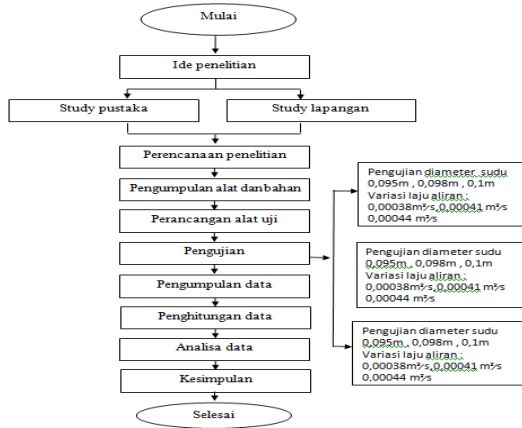 Mulai
Ide penelitian
Study pustaka
Study lapangan
Perencanaan penelitian
Pengumpulan alat danbahan
Perancangan alat uji
Pengujian
Pengumpulan data
Penghitungan data
Analisa data
Kesimpulan
Selesai
Pengujian diameter sudu
0,095m , 0,098m , 0,1m
Variasi laju aliran :
0,00038m³⁄s,0,00041 m³⁄s
0,00044 m³⁄s
Pengujian diameter sudu
0,095m , 0,098m , 0,1m
Variasi laju aliran :
0,00038m³⁄s,0,00041 m³⁄s
0,00044 m³⁄s
Pengujian diameter sudu
0,095m , 0,098m , 0,1m
Variasi laju aliran :
0,00038m³⁄s,0,00041 m³⁄s
0,00044 m³⁄s